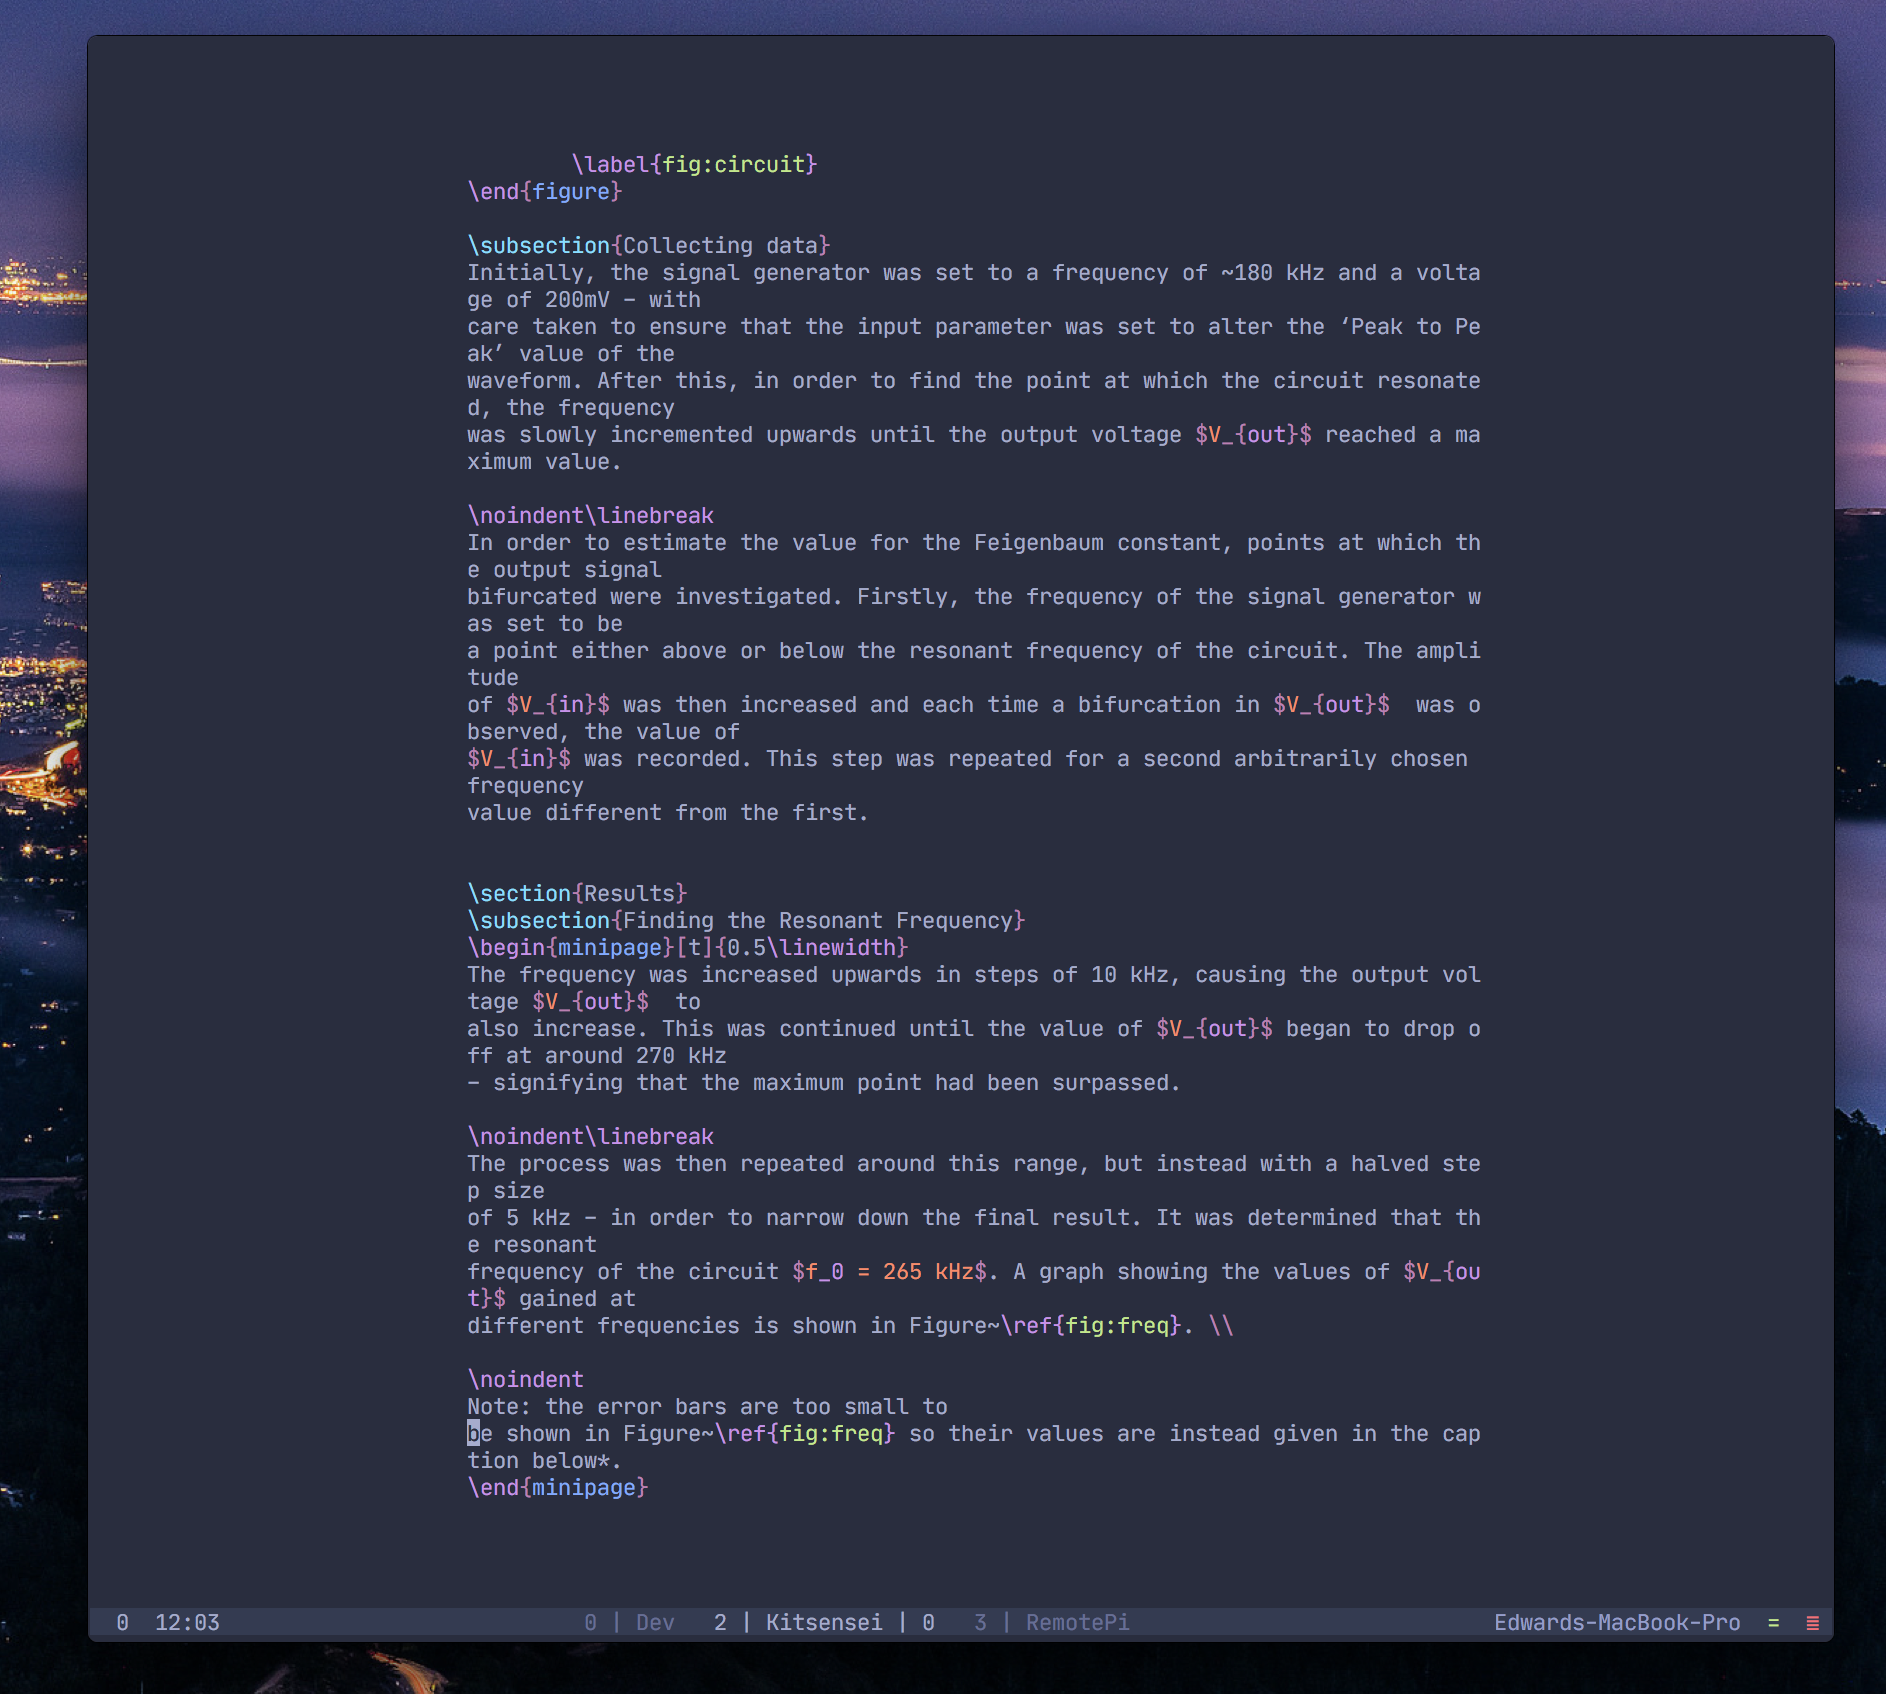 \label{fig:circuit}
\end{figure}
\subsection{Collecting data}
Initially, the signal generator was set to a frequency of ~180 kHz and a volta
ge of 200mV – with
care taken to ensure that the input parameter was set to alter the ‘Peak to Pe
ak’ value of the
waveform. After this, in order to find the point at which the circuit resonate
d, the frequency
was slowly incremented upwards until the output voltage $V_{out}$ reached a ma
ximum value.
\noindent\linebreak
In order to estimate the value for the Feigenbaum constant, points at which th
e output signal
bifurcated were investigated. Firstly, the frequency of the signal generator w
as set to be
a point either above or below the resonant frequency of the circuit. The ampli
tude
of $V_{in}$ was then increased and each time a bifurcation in $V_{out}$  was o
bserved, the value of
$V_{in}$ was recorded. This step was repeated for a second arbitrarily chosen
frequency
value different from the first.
\section{Results}
\subsection{Finding the Resonant Frequency}
\begin{minipage}[t]{0.5\linewidth}
The frequency was increased upwards in steps of 10 kHz, causing the output vol
tage $V_{out}$  to
also increase. This was continued until the value of $V_{out}$ began to drop o
ff at around 270 kHz
– signifying that the maximum point had been surpassed.
\noindent\linebreak
The process was then repeated around this range, but instead with a halved ste
p size
of 5 kHz – in order to narrow down the final result. It was determined that th
e resonant
frequency of the circuit $f_0 = 265 kHz$. A graph showing the values of $V_{ou
t}$ gained at
different frequencies is shown in Figure~\ref{fig:freq}. \\
\noindent
Note: the error bars are too small to
be shown in Figure~\ref{fig:freq} so their values are instead given in the cap
tion below*.
\end{minipage}
0 12:03 0 | Dev 2 | Kitsensei | 0 3 | RemotePi Edwards-MacBook-Pro = ≣